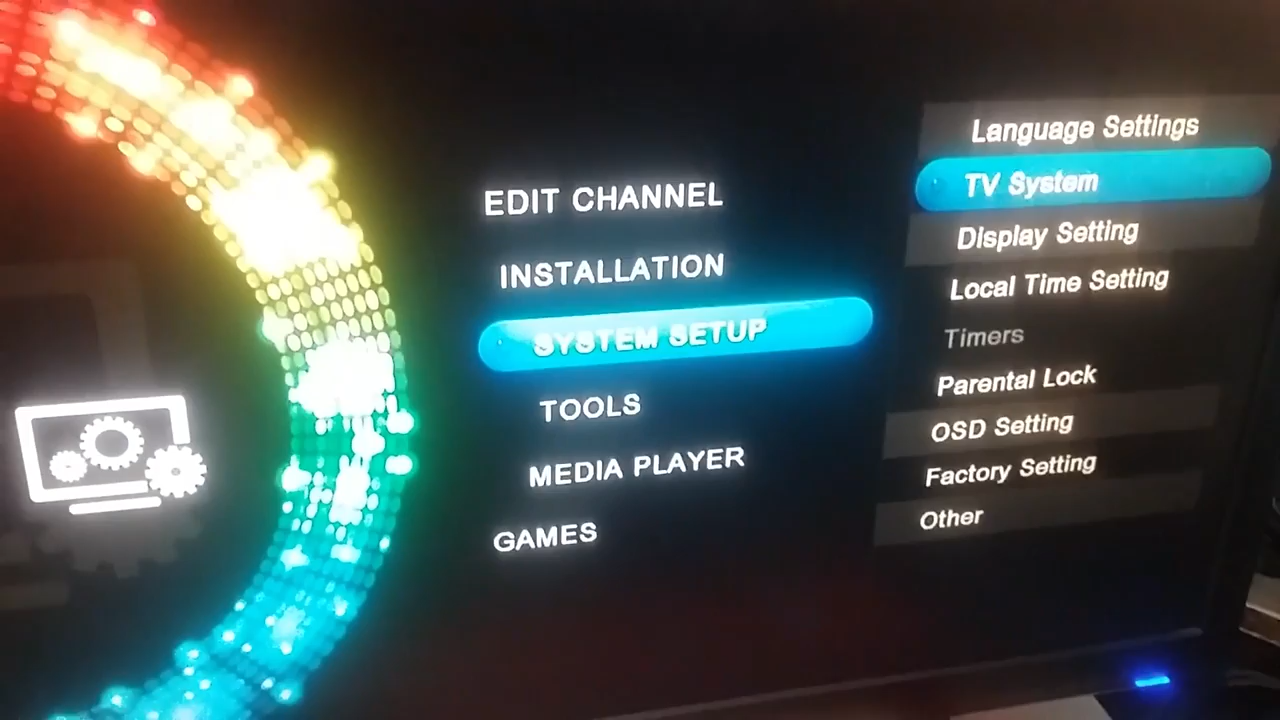 EDIT CHANNEL
INSTALLATION
SYSTEM SETUP
TOOLS
MEDIA PLAYER
GAMES
Language Settings
TV System
Display Setting
Local Time Setting
Timers
Parental Lock
OSD Setting
Factory Setting
Other